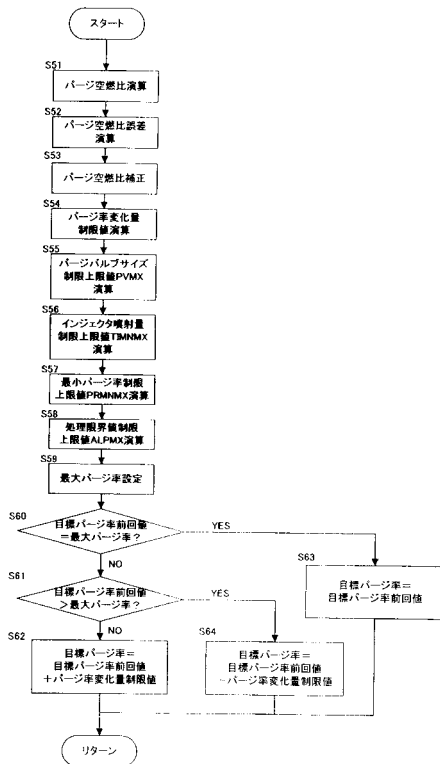 スタート
S51
パージ空燃比演算
S52
パージ空燃比誤差
演算
S53
パージ空燃比補正
S54
パージ率変化量
制限値演算
S55
パージバルブサイズ
制限上限値PVMX
演算
S56
インジェクタ噴射量
制限上限値TIMNMX
演算
S57
最小パージ率制限
上限値PRMNMX演算
S58
処理限界値制限
上限値ALPMX演算
S59
最大パージ率設定
S60
目標パージ率前回値
=最大パージ率?
YES
NO
S63
目標パージ率=
目標パージ率前回値
S61
目標パージ率前回値
>最大パージ率?
YES
NO
S62
目標パージ率=
目標パージ率前回値
+パージ率変化量制限値
S64
目標パージ率=
目標パージ率前回値
-パージ率変化量制限値
リターン